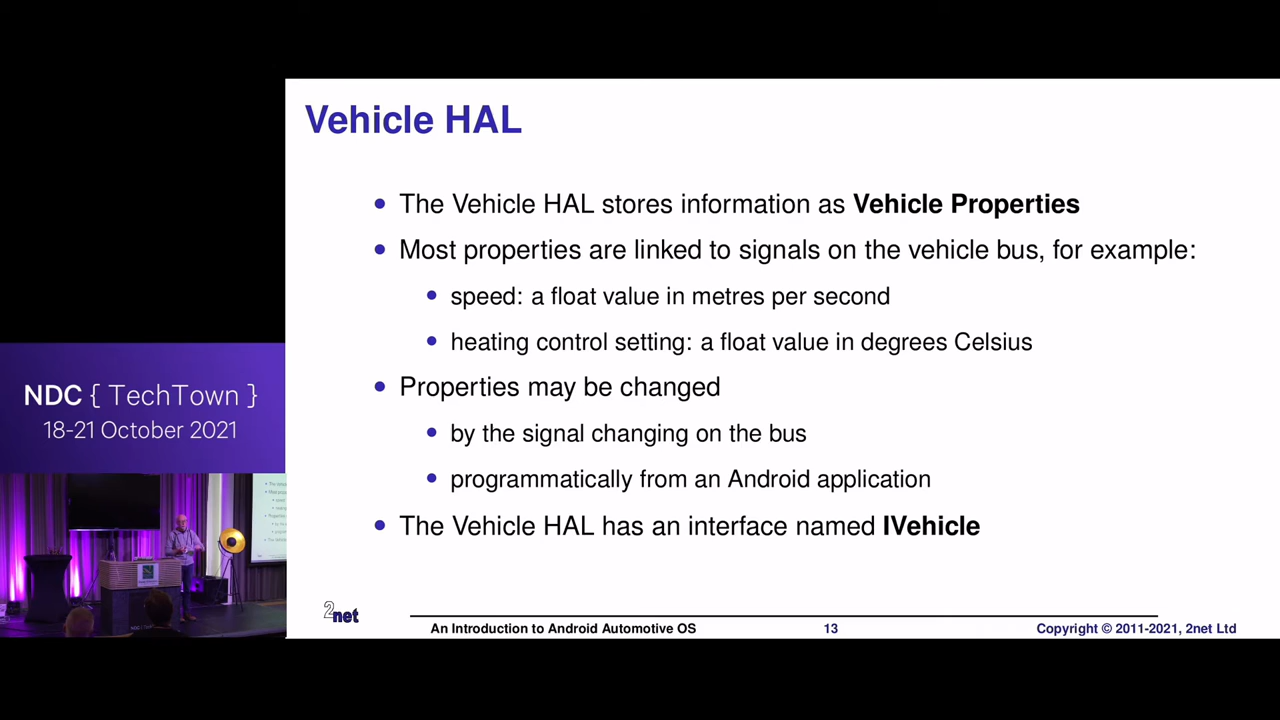 Vehicle HAL
• The Vehicle HAL stores information as Vehicle Properties
• Most properties are linked to signals on the vehicle bus, for example:
• speed: a float value in metres per second
• heating control setting: a float value in degrees Celsius
• Properties may be changed
• by the signal changing on the bus
• programmatically from an Android application
• The Vehicle HAL has an interface named IVehicle
NDC { TechTown }
18-21 October 2021
2net
An Introduction to Android Automotive OS 13 Copyright © 2011-2021, 2net Ltd